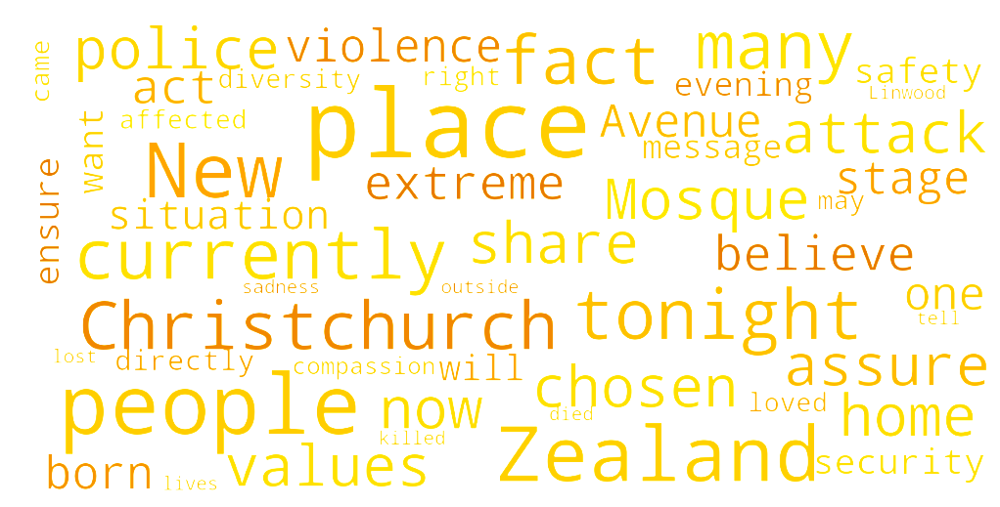 came police violence fact many
act diversity right evening safety
Linwood
want affected place Avenue attack
message
ensure New extreme Mosque may stage
situation
currently share believe
sadness outside one
Christchurch tonight tell
lost directly compassion will assure
people now chosen loved home
killed died
born lives values Zealand security